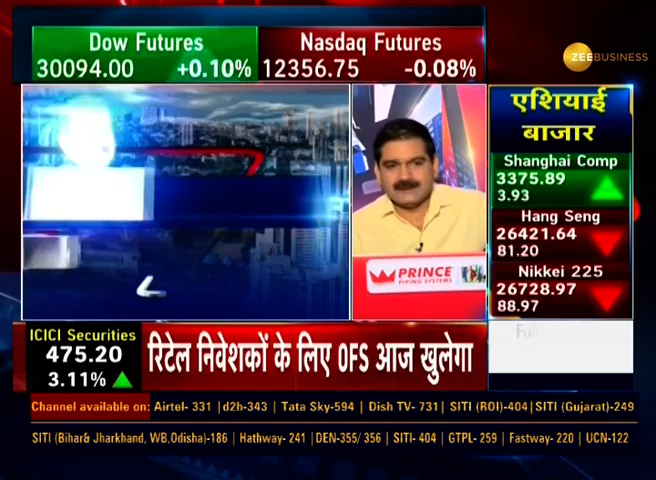 Dow Futures
30094.00 +0.10%
Nasdaq Futures
12356.75 -0.08%
ZEE BUSINESS
एशियाई
बाजार
Shanghai Comp
3375.89
3.93
Hang Seng
26421.64
81.20
Nikkei 225
26728.97
88.97
PRINCE
PIPING SYSTEMS
ICICI Securities
475.20
3.11%
रिटेल निवेशकों के लिए OFS आज खुलेगा
Channel available on: Airtel- 331 |d2h-343 | Tata Sky-594 | Dish TV- 731| SITI (ROI)-404|SITI (Gujarat)-249
SITI (Bihar& Jharkhand, WB,Odisha)-186 | Hathway- 241 |DEN-355/ 356 | SITI- 404 | GTPL- 259 | Fastway- 220 | UCN-122